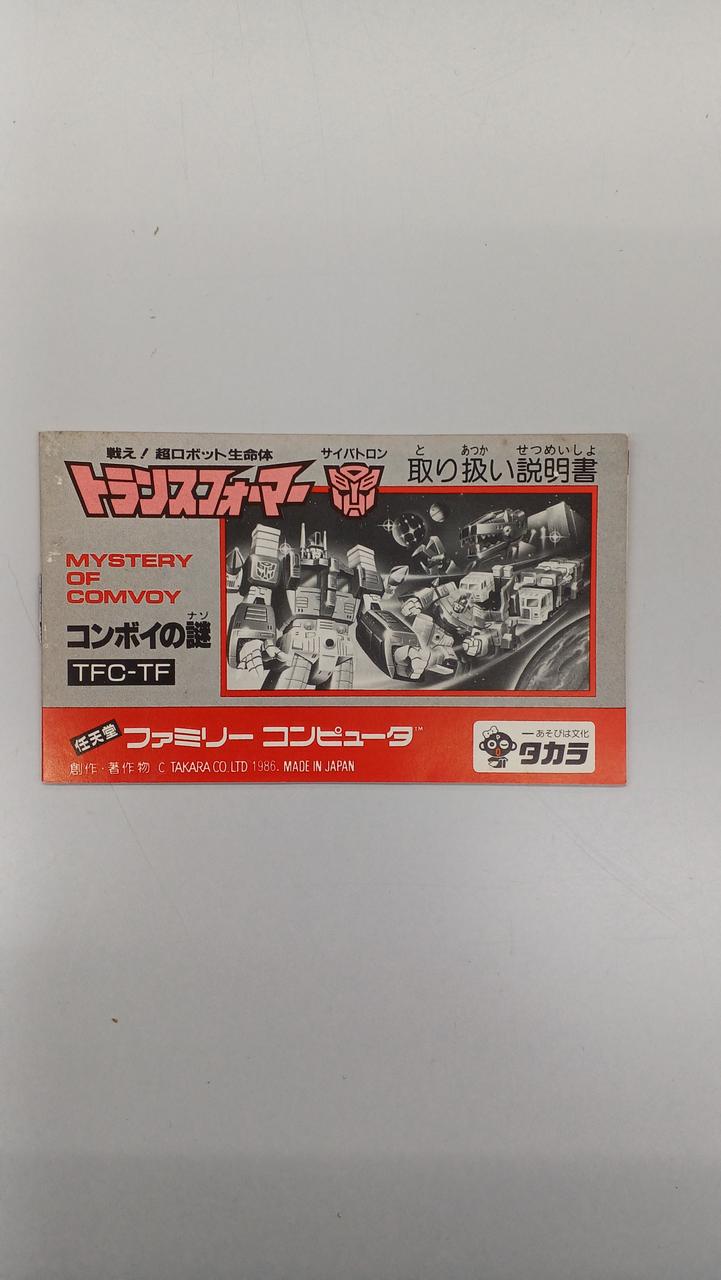 戦え！超ロボット生命体
トランスフォーマー
サイバトロン
と あつか せつめいしょ
取り扱い説明書
MYSTERY
OF
COMVOY
ナゾ
コンボイの謎
TFC-TF
任天堂 ファミリー コンピュータ™
創作・著作物 C TAKARA CO.LTD 1986. MADE IN JAPAN
—あそびは文化
タカラ